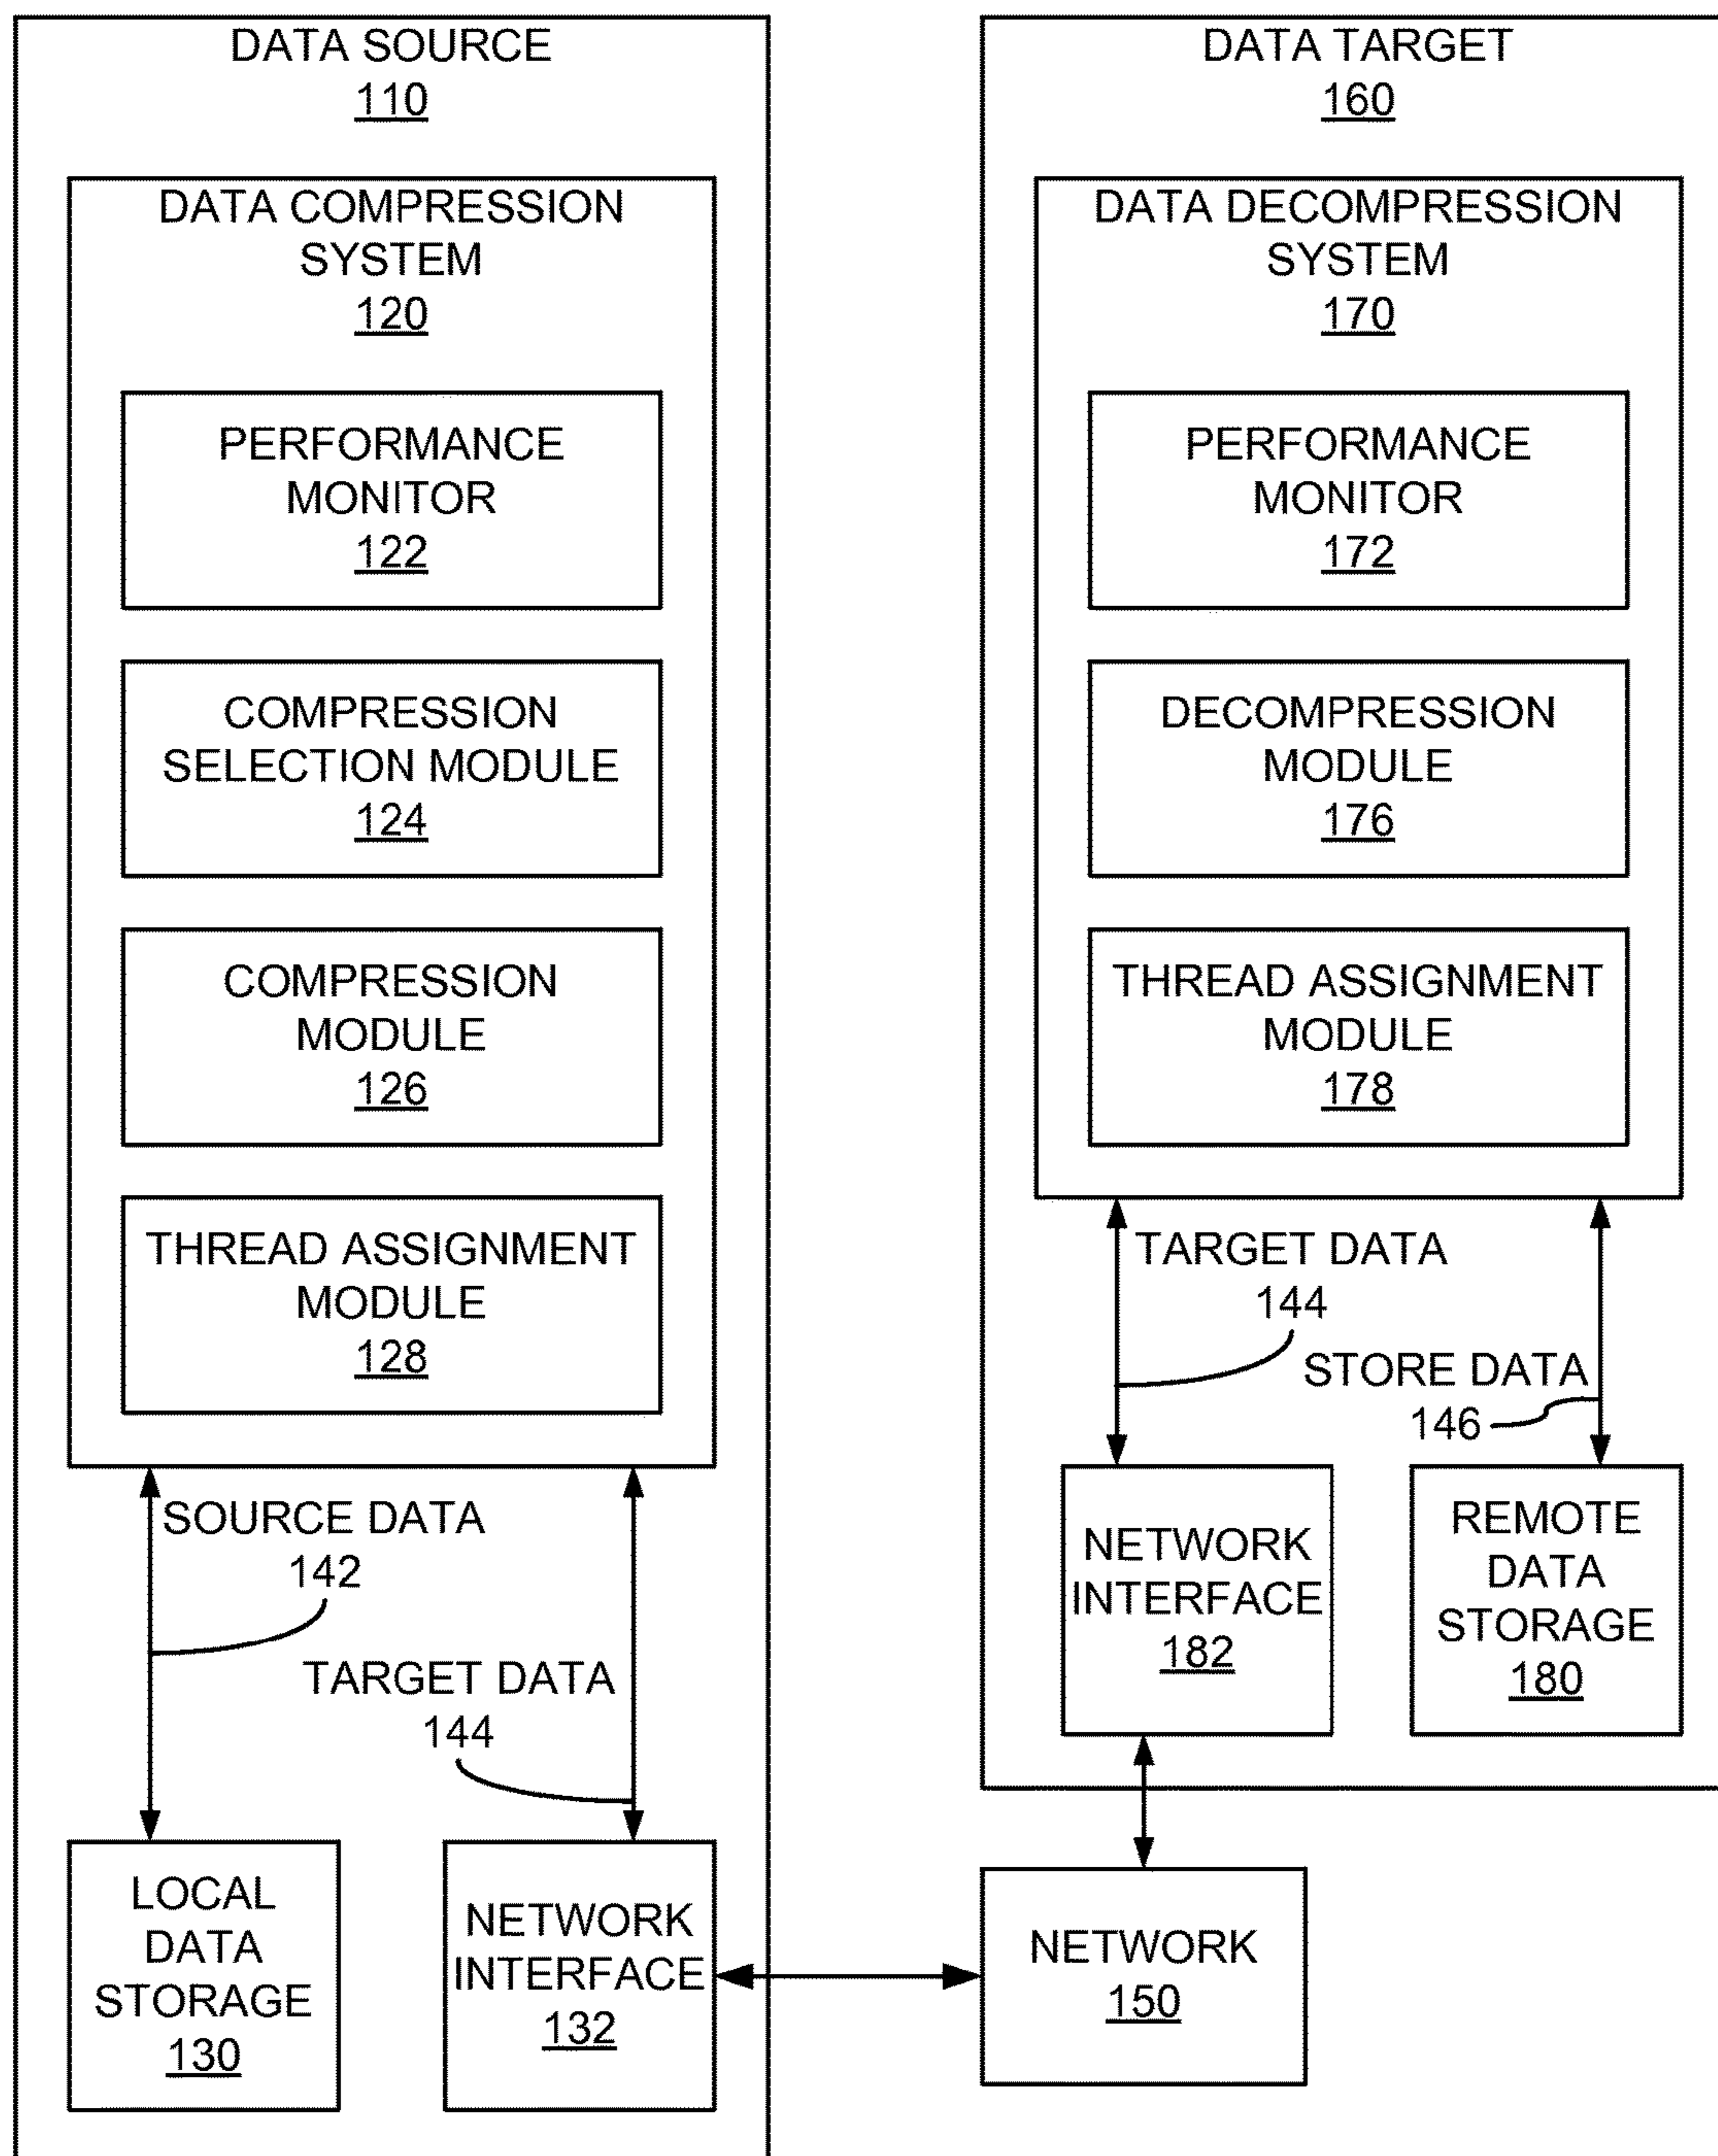 DATA SOURCE
110
DATA COMPRESSION
SYSTEM
120
PERFORMANCE
MONITOR
122
COMPRESSION
SELECTION MODULE
124
COMPRESSION
MODULE
126
THREAD ASSIGNMENT
MODULE
128
SOURCE DATA
142
TARGET DATA
144
LOCAL
DATA
STORAGE
130
NETWORK
INTERFACE
132
DATA TARGET
160
DATA DECOMPRESSION
SYSTEM
170
PERFORMANCE
MONITOR
172
DECOMPRESSION
MODULE
176
THREAD ASSIGNMENT
MODULE
178
TARGET DATA
144
STORE DATA
146
NETWORK
INTERFACE
182
REMOTE
DATA
STORAGE
180
NETWORK
150